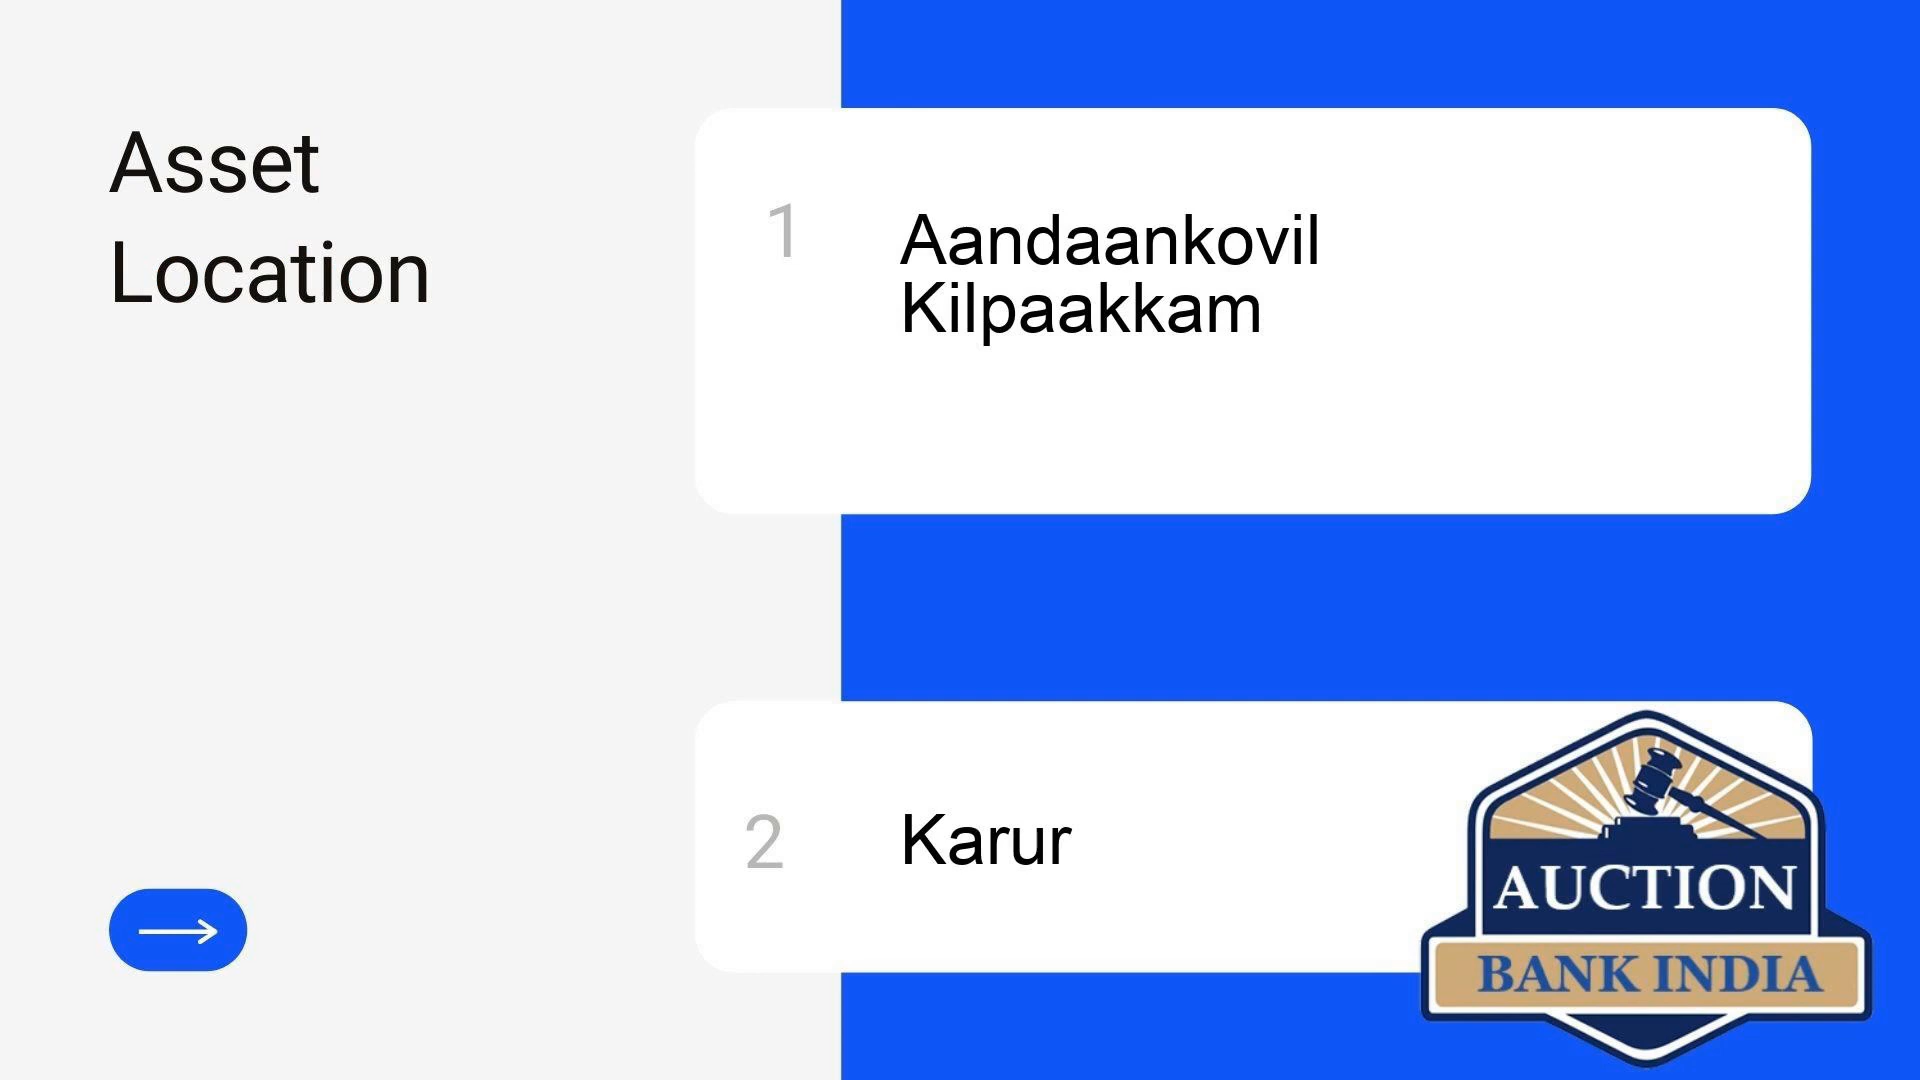 Asset
Location
1
Aandaankovil
Kilpaakkam
2
Karur
AUCTION
BANK INDIA